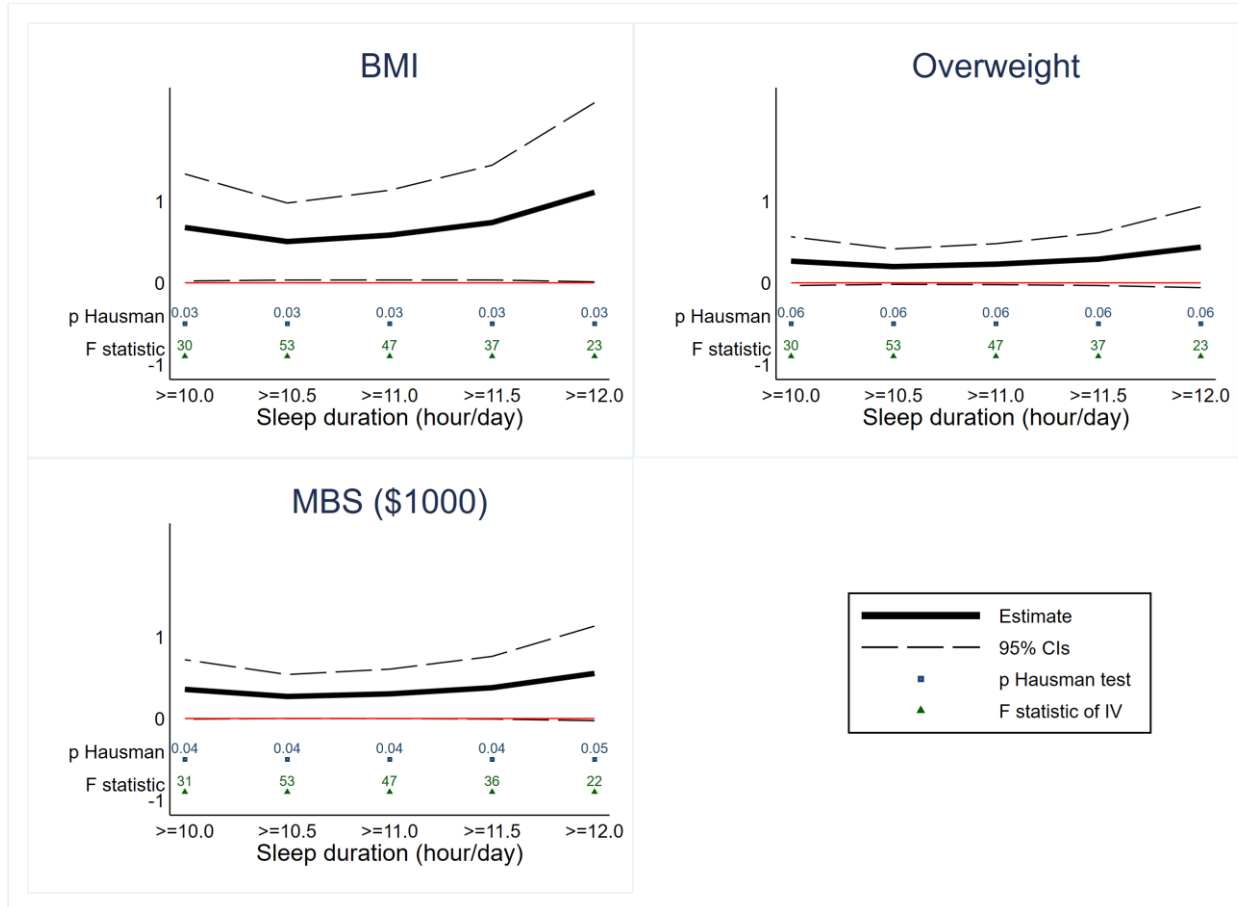 BMI
1
0
p Hausman 0.03 0.03 0.03 0.03 0.03
F statistic 30 53 47 37 23
-1
>=10.0 >=10.5 >=11.0 >=11.5 >=12.0
Sleep duration (hour/day)
Overweight
1
0
p Hausman 0.06 0.06 0.06 0.06 0.06
F statistic 30 53 47 37 23
-1
>=10.0 >=10.5 >=11.0 >=11.5 >=12.0
Sleep duration (hour/day)
MBS ($1000)
1
0
p Hausman 0.04 0.04 0.04 0.04 0.05
F statistic 31 53 47 36 22
-1
>=10.0 >=10.5 >=11.0 >=11.5 >=12.0
Sleep duration (hour/day)
Estimate
95% CIs
p Hausman test
F statistic of IV